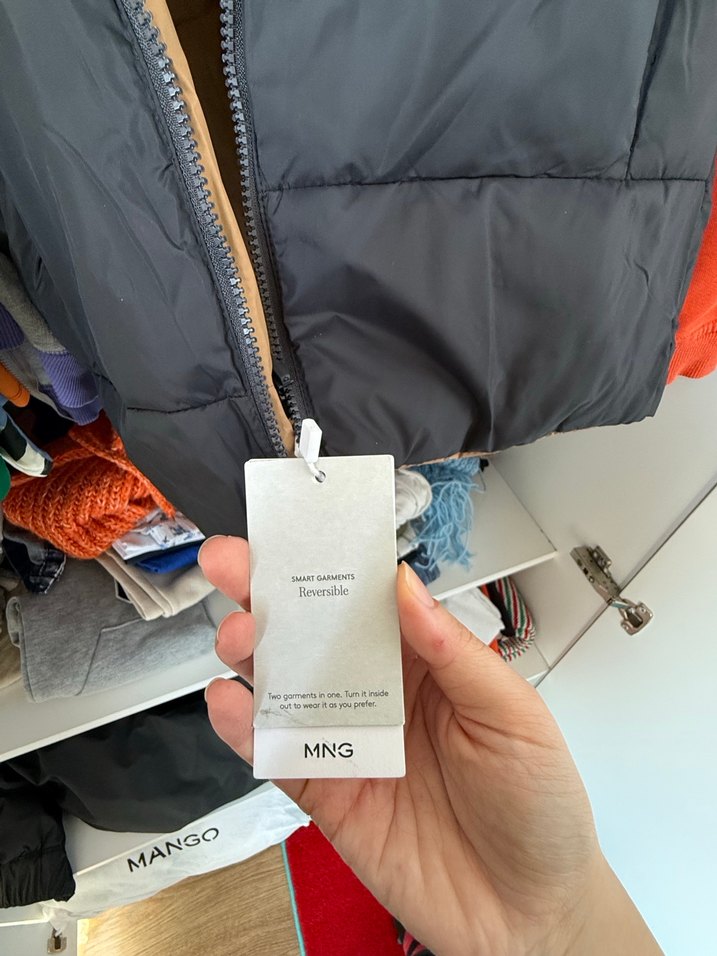 SMART GARMENTS
Reversible
Two garments in one. Turn it inside
out to wear it as you prefer.
MNG
MANGO